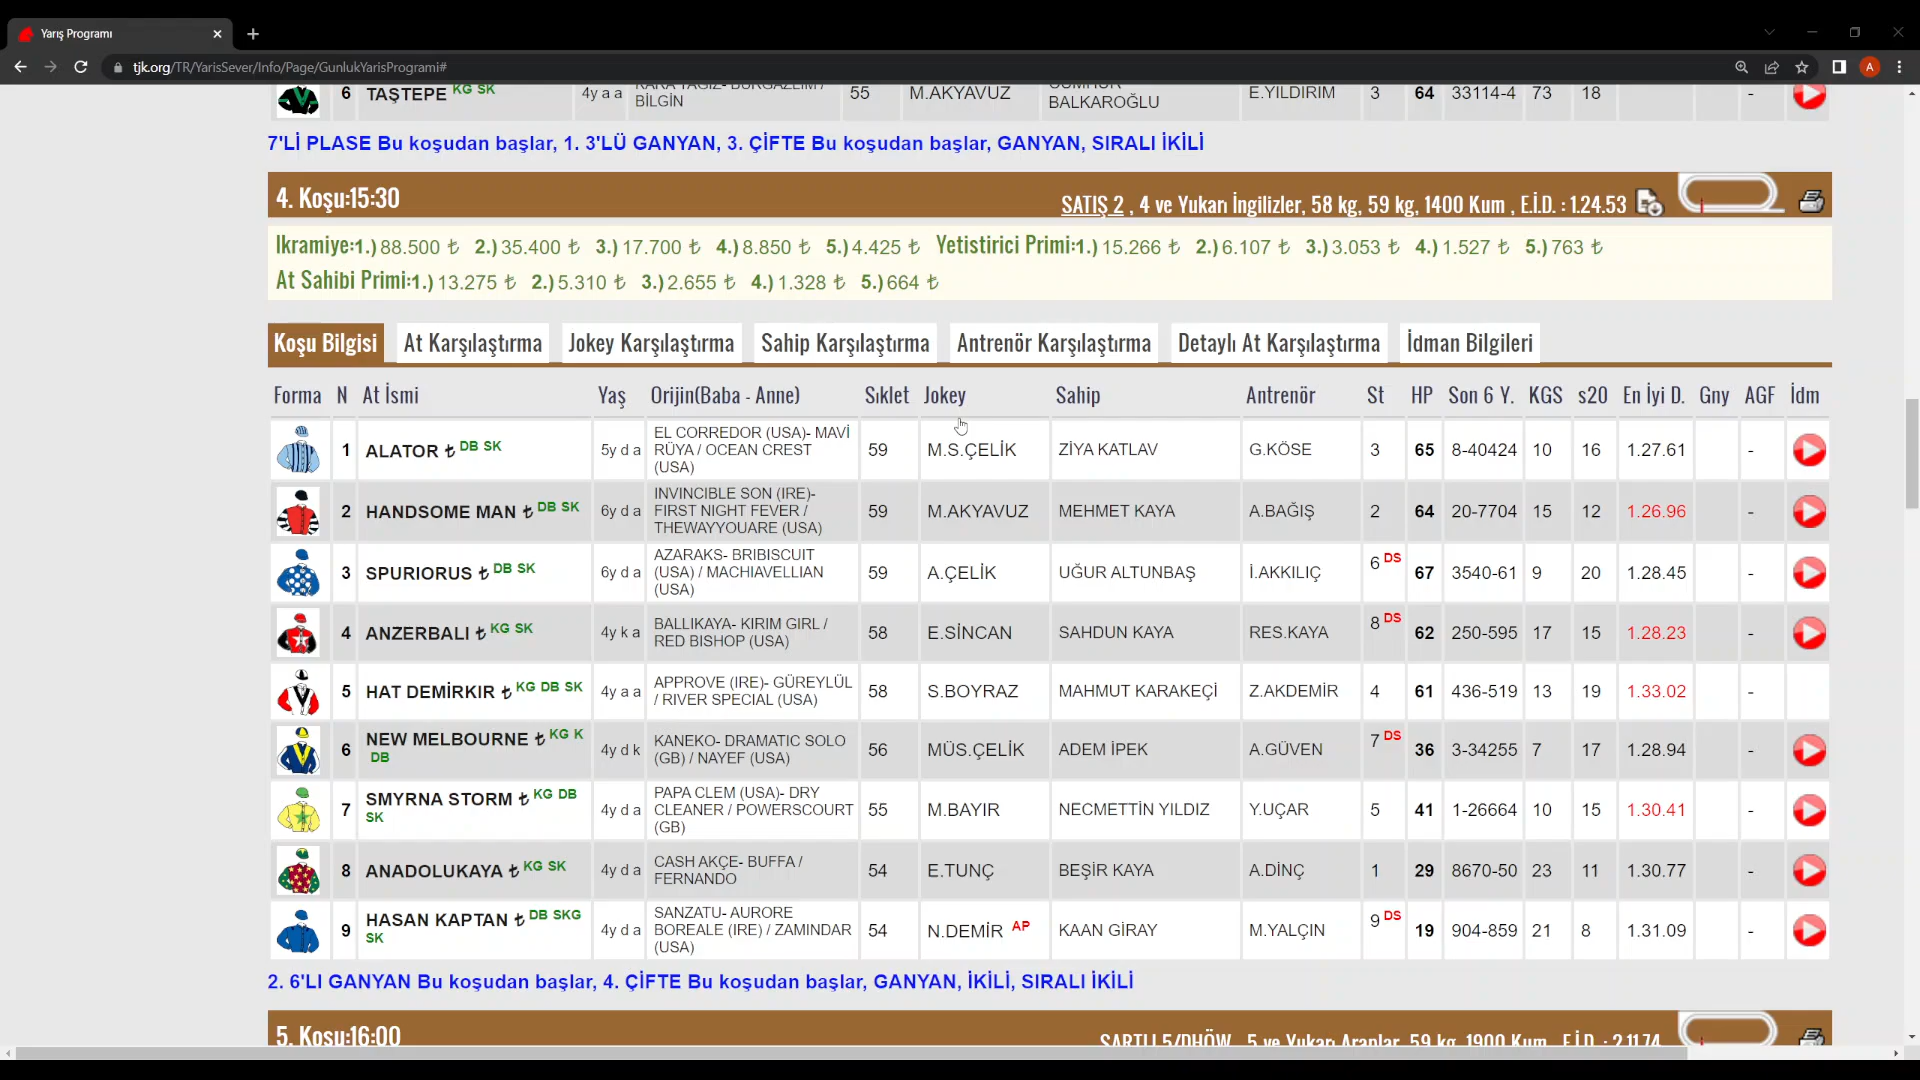 Yarış Programı
tjk.org/TR/YarisSever/Info/Page/GunlukYarisProgrami#
A
6 TAŞTEPE KG SK 4y a a BİLGİN 55 M.AKYAVUZ BALKAROĞLU E.YILDIRIM 3 64 33114-4 73 18 -
7'Lİ PLASE Bu koşudan başlar, 1. 3'LÜ GANYAN, 3. ÇİFTE Bu koşudan başlar, GANYAN, SIRALI İKİLİ
4. Koşu:15:30
SATIŞ 2 , 4 ve Yukarı İngilizler, 58 kg, 59 kg, 1400 Kum , E.İ.D. : 1.24.53
Ikramiye:1.) 88.500 ₺ 2.) 35.400 ₺ 3.) 17.700 ₺ 4.) 8.850 ₺ 5.) 4.425 ₺ Yetistirici Primi:1.) 15.266 ₺ 2.) 6.107 ₺ 3.) 3.053 ₺ 4.) 1.527 ₺ 5.) 763 ₺
At Sahibi Primi:1.) 13.275 ₺ 2.) 5.310 ₺ 3.) 2.655 ₺ 4.) 1.328 ₺ 5.) 664 ₺
Koşu Bilgisi At Karşılaştırma Jokey Karşılaştırma Sahip Karşılaştırma Antrenör Karşılaştırma Detaylı At Karşılaştırma İdman Bilgileri
Forma N At İsmi Yaş Orijin(Baba - Anne) Sıklet Jokey Sahip Antrenör St HP Son 6 Y. KGS s20 En İyi D. Gny AGF İdm
1 ALATOR ₺ DB SK 5y d a EL CORREDOR (USA)- MAVİ RÜYA / OCEAN CREST (USA) 59 M.S.ÇELİK ZİYA KATLAV G.KÖSE 3 65 8-40424 10 16 1.27.61 -
2 HANDSOME MAN ₺ DB SK 6y d a INVINCIBLE SON (IRE)- FIRST NIGHT FEVER / THEWAYYOUARE (USA) 59 M.AKYAVUZ MEHMET KAYA A.BAĞIŞ 2 64 20-7704 15 12 1.26.96 -
3 SPURIORUS ₺ DB SK 6y d a AZARAKS- BRIBISCUIT (USA) / MACHIAVELLIAN (USA) 59 A.ÇELİK UĞUR ALTUNBAŞ İ.AKKILIÇ 6 DS 67 3540-61 9 20 1.28.45 -
4 ANZERBALI ₺ KG SK 4y k a BALLIKAYA- KIRIM GIRL / RED BISHOP (USA) 58 E.SİNCAN SAHDUN KAYA RES.KAYA 8 DS 62 250-595 17 15 1.28.23 -
5 HAT DEMİRKIR ₺ KG DB SK 4y a a APPROVE (IRE)- GÜREYLÜL / RIVER SPECIAL (USA) 58 S.BOYRAZ MAHMUT KARAKEÇİ Z.AKDEMİR 4 61 436-519 13 19 1.33.02 -
6 NEW MELBOURNE ₺ KG K DB 4y d k KANEKO- DRAMATIC SOLO (GB) / NAYEF (USA) 56 MÜS.ÇELİK ADEM İPEK A.GÜVEN 7 DS 36 3-34255 7 17 1.28.94 -
7 SMYRNA STORM ₺ KG DB SK 4y d a PAPA CLEM (USA)- DRY CLEANER / POWERSCOURT (GB) 55 M.BAYIR NECMETTİN YILDIZ Y.UÇAR 5 41 1-26664 10 15 1.30.41 -
8 ANADOLUKAYA ₺ KG SK 4y d a CASH AKÇE- BUFFA / FERNANDO 54 E.TUNÇ BEŞİR KAYA A.DİNÇ 1 29 8670-50 23 11 1.30.77 -
9 HASAN KAPTAN ₺ DB SKG SK 4y d a SANZATU- AURORE BOREALE (IRE) / ZAMINDAR (USA) 54 N.DEMİR AP KAAN GİRAY M.YALÇIN 9 DS 19 904-859 21 8 1.31.09 -
2. 6'LI GANYAN Bu koşudan başlar, 4. ÇİFTE Bu koşudan başlar, GANYAN, İKİLİ, SIRALI İKİLİ
5. Koşu:16:00
ŞARTLI 5/DHÖW , 5 ve Yukarı Araplar, 59 kg, 1900 Kum , E.İ.D. : 2.11.74